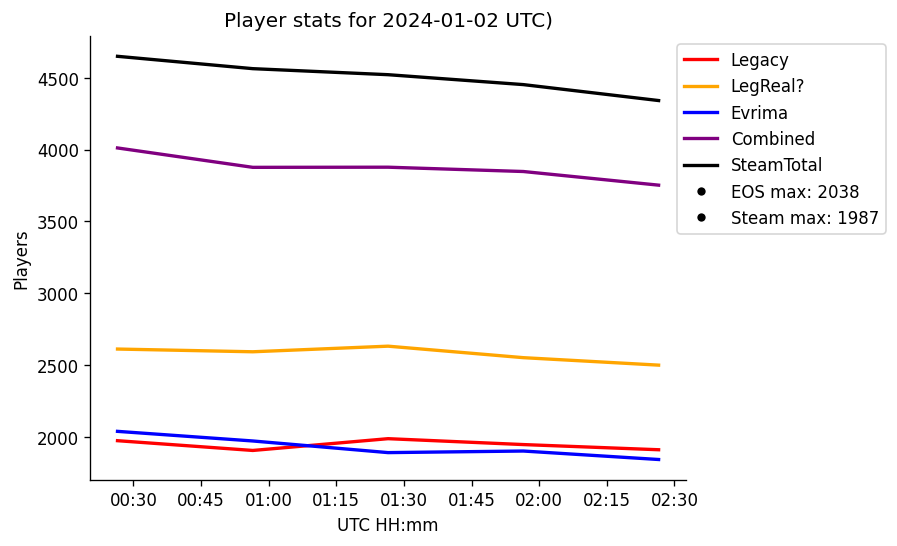 Player stats for 2024-01-02 UTC)
Legacy
LegReal?
Evrima
Combined
SteamTotal
EOS max: 2038
Steam max: 1987
Players
4500
4000
3500
3000
2500
2000
00:30 00:45 01:00 01:15 01:30 01:45 02:00 02:15 02:30
UTC HH:mm